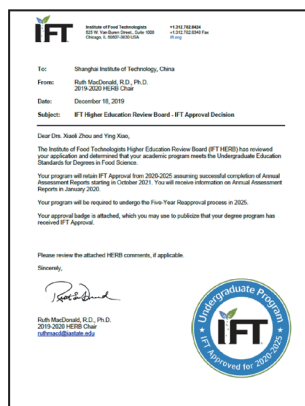 IFT
Institute of Food Technologists
525 W. Van Buren Street, Suite 1000
Chicago, IL 60607-3830 USA
+1.312.782.8424
ift.org
To: Shanghai Institute of Technology, China
From: Ruth MacDonald, R.D., Ph.D.
2019-2020 HERB Chair
Date: December 18, 2019
Subject: IFT Higher Education Review Board - IFT Approval Decision
Dear Drs. Xiaoli Zhou and Ying Xiao,
The Institute of Food Technologists Higher Education Review Board (IFT HERB) has reviewed
your application and determined that your academic program meets the Undergraduate Education
Standards for Degrees in Food Science.
Your program will retain IFT Approval from 2020-2025 assuming successful completion of Annual
Assessment Reports starting in October 2021. You will receive information on Annual Assessment
Reports in January 2020.
Your program will be required to undergo the Five-Year Reapproval process in 2025.
Your approval badge is attached, which you may use to publicize that your degree program has
received IFT Approval.
Please review the attached HERB comments, if applicable.
Sincerely,
Ruth MacDonald, R.D., Ph.D.
2019-2020 HERB Chair
ruthmacd@iastate.edu
Undergraduate Program
IFT
IFT Approved for 2020-2025